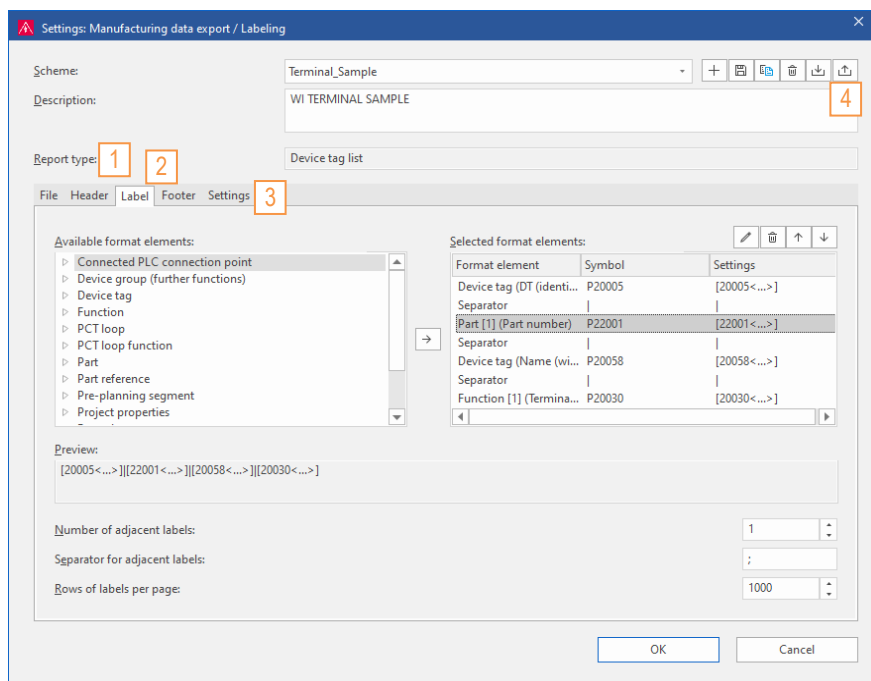 Settings: Manufacturing data export / Labeling
Scheme:
Terminal_Sample
4
Description:
WI TERMINAL SAMPLE
Report type:
1
2
Device tag list
File Header Label Footer Settings
3
Available format elements:
Connected PLC connection point
Device group (further functions)
Device tag
Function
PCT loop
PCT loop function
Part
Part reference
Pre-planning segment
Project properties
Selected format elements:
Format element Symbol Settings
Device tag (DT (identi... P20005 [20005<...>]
Separator | |
Part [1] (Part number) P22001 [22001<...>]
Separator | |
Device tag (Name (wi... P20058 [20058<...>]
Separator | |
Function [1] (Termina... P20030 [20030<...>]
Preview:
[20005<...>]|[22001<...>]|[20058<...>]|[20030<...>]
Number of adjacent labels:
1
Separator for adjacent labels:
;
Rows of labels per page:
1000
OK
Cancel